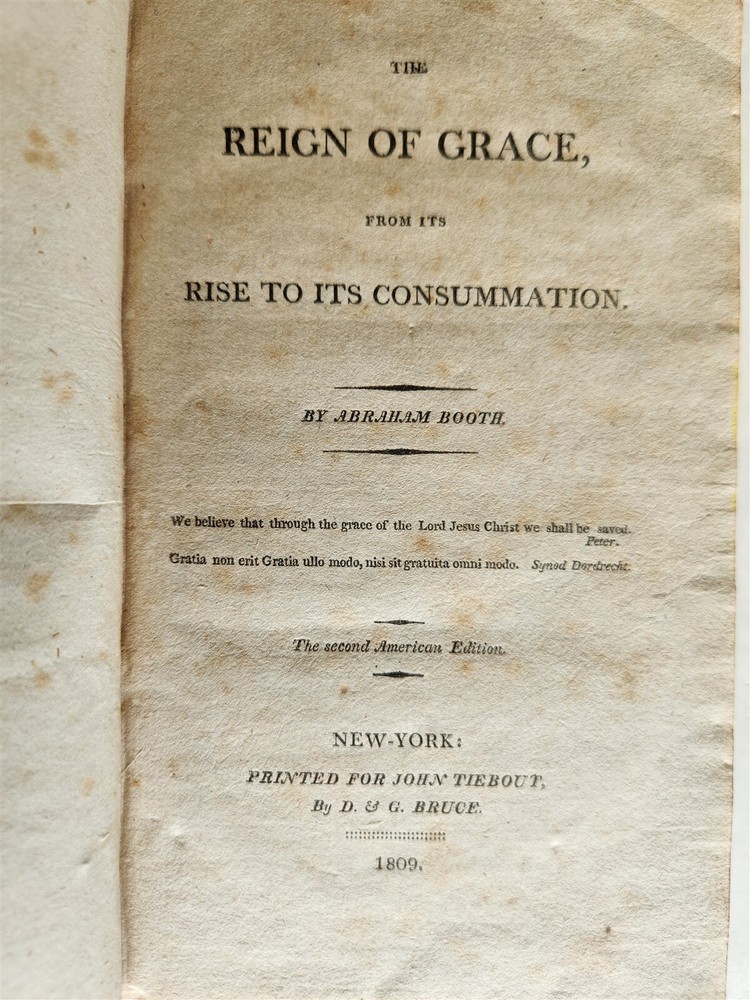 THE
REIGN OF GRACE,
FROM ITS
RISE TO ITS CONSUMMATION.
BY ABRAHAM BOOTH.
We believe that through the grace of the Lord Jesus Christ we shall be saved.
Peter.
Gratia non erit Gratia ullo modo, nisi sit gratuita omni modo. Synod Dordrecht.
The second American Edition.
NEW-YORK:
PRINTED FOR JOHN TIEBOUT,
By D. & G. BRUCE.
1809.